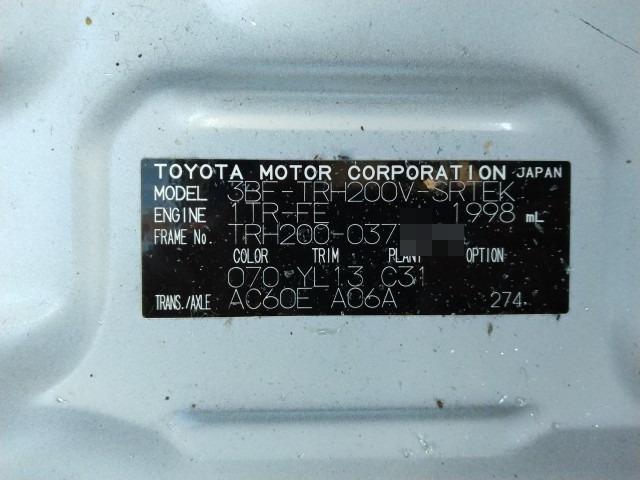 TOYOTA MOTOR CORPORATION JAPAN
MODEL 3BF-TRH200V-SRTEK
ENGINE 1TR-FE 1998 mL
FRAME No. TRH200-037
COLOR TRIM PLANT OPTION
070 YL13 C31
TRANS./AXLE AC60E A06A 274